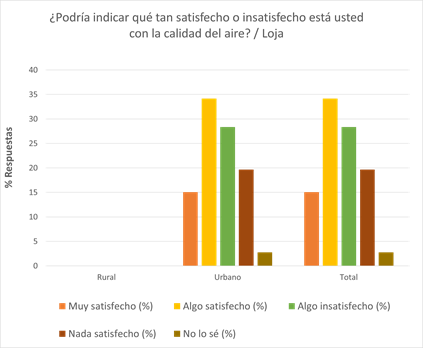 ¿Podría indicar qué tan satisfecho o insatisfecho está usted
con la calidad del aire? / Loja
% Respuestas
40
35
30
25
20
15
10
5
0
Rural
Urbano
Total
Muy satisfecho (%)
Algo satisfecho (%)
Algo insatisfecho (%)
Nada satisfecho (%)
No lo sé (%)